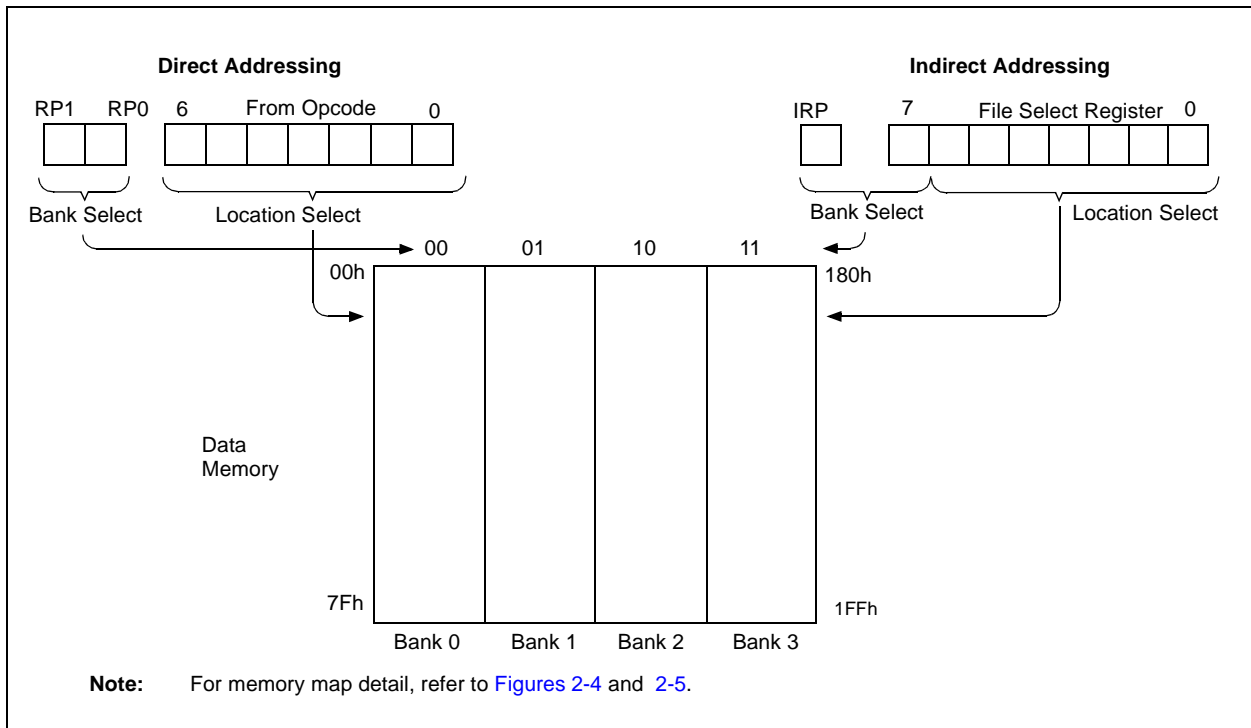 Direct Addressing
Indirect Addressing
RP1 RP0 6 From Opcode 0
IRP 7 File Select Register 0
Bank Select Location Select
Bank Select Location Select
00 01 10 11
00h
180h
Data
Memory
7Fh
1FFh
Bank 0 Bank 1 Bank 2 Bank 3
Note: For memory map detail, refer to Figures 2-4 and 2-5.